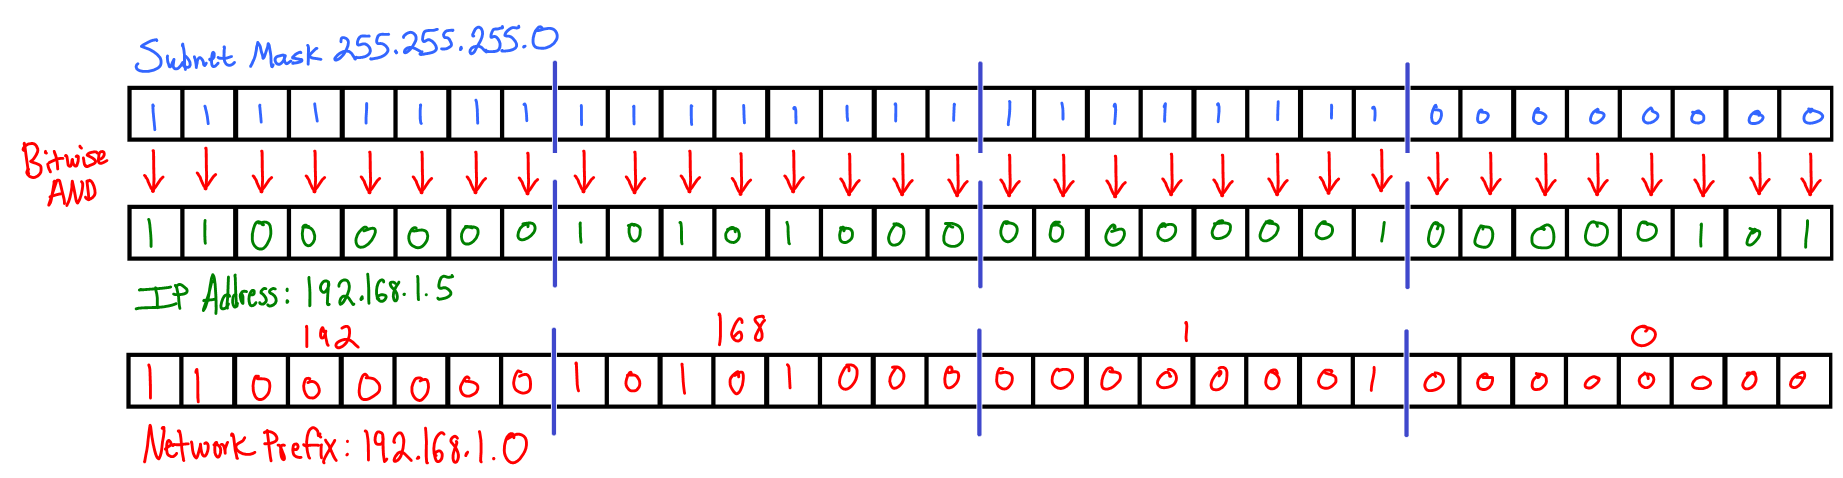 Subnet Mask 255.255.255.0
1 1 1 1 1 1 1 1 1 1 1 1 1 1 1 1 1 1 1 1 1 1 1 1 0 0 0 0 0 0 0 0
Bitwise
AND
1 1 0 0 0 0 0 0 1 0 1 0 1 0 0 0 0 0 0 0 0 0 0 1 0 0 0 0 0 1 0 1
IP Address: 192.168.1.5
192 168 1 0
1 1 0 0 0 0 0 0 1 0 1 0 1 0 0 0 0 0 0 0 0 0 0 1 0 0 0 0 0 0 0 0
Network Prefix: 192.168.1.0